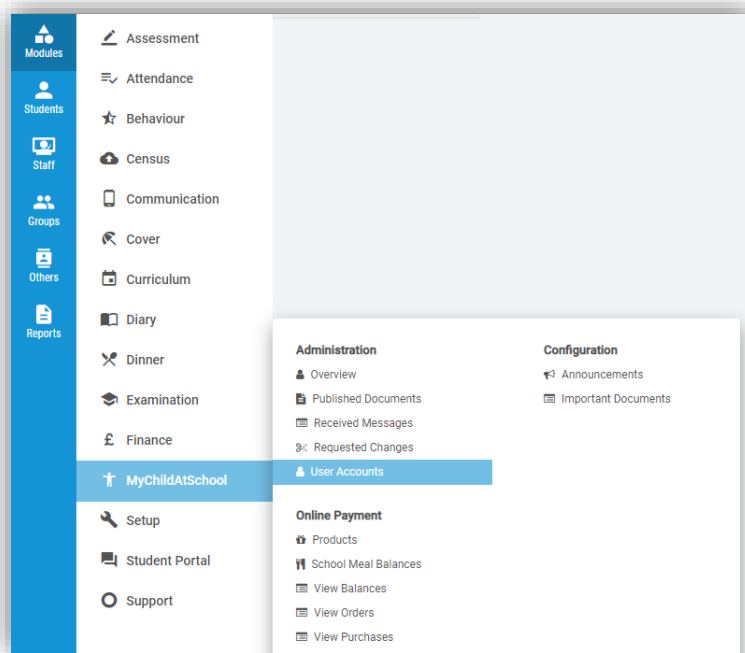 Modules
Students
Staff
Groups
Others
Reports
Assessment
Attendance
Behaviour
Census
Communication
Cover
Curriculum
Diary
Dinner
Examination
£ Finance
MyChildAtSchool
Setup
Student Portal
Support
Administration
Overview
Published Documents
Received Messages
Requested Changes
User Accounts
Online Payment
Products
School Meal Balances
View Balances
View Orders
View Purchases
Configuration
Announcements
Important Documents